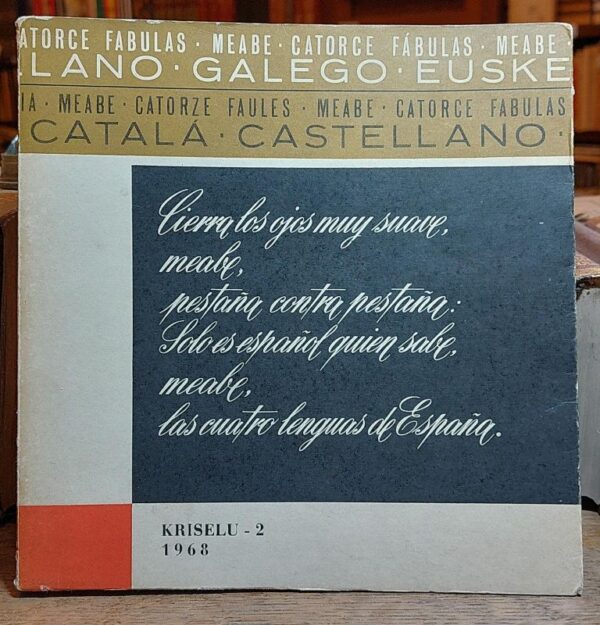 ATORCE FABULAS · MEABE · CATORCE FÁBULAS · MEABE ·
LANO · GALEGO · EUSKE
IA · MEABE · CATORZE FAULES · MEABE · CATORCE FABULAS
CATALÁ · CASTELLANO ·
Cierra los ojos muy suave,
meabe,
pestaña contra pestaña:
Solo es español quien sabe,
meabe,
las cuatro lenguas de España.
KRISELU - 2
1968